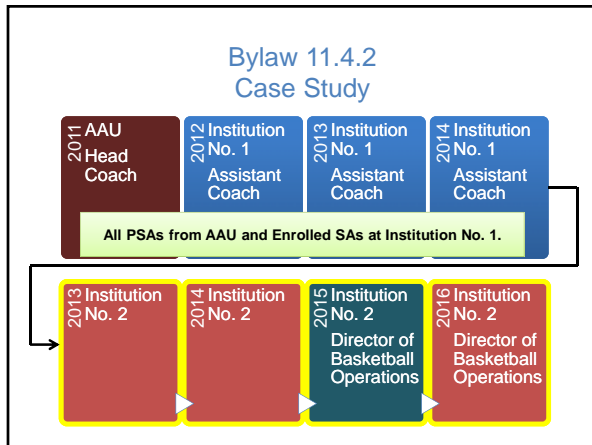 Bylaw 11.4.2
Case Study
2011
AAU
Head
Coach
2012
Institution
No. 1
Assistant
Coach
2013
Institution
No. 1
Assistant
Coach
2014
Institution
No. 1
Assistant
Coach
All PSAs from AAU and Enrolled SAs at Institution No. 1.
2013
Institution
No. 2
2014
Institution
No. 2
2015
Institution
No. 2
Director of
Basketball
Operations
2016
Institution
No. 2
Director of
Basketball
Operations